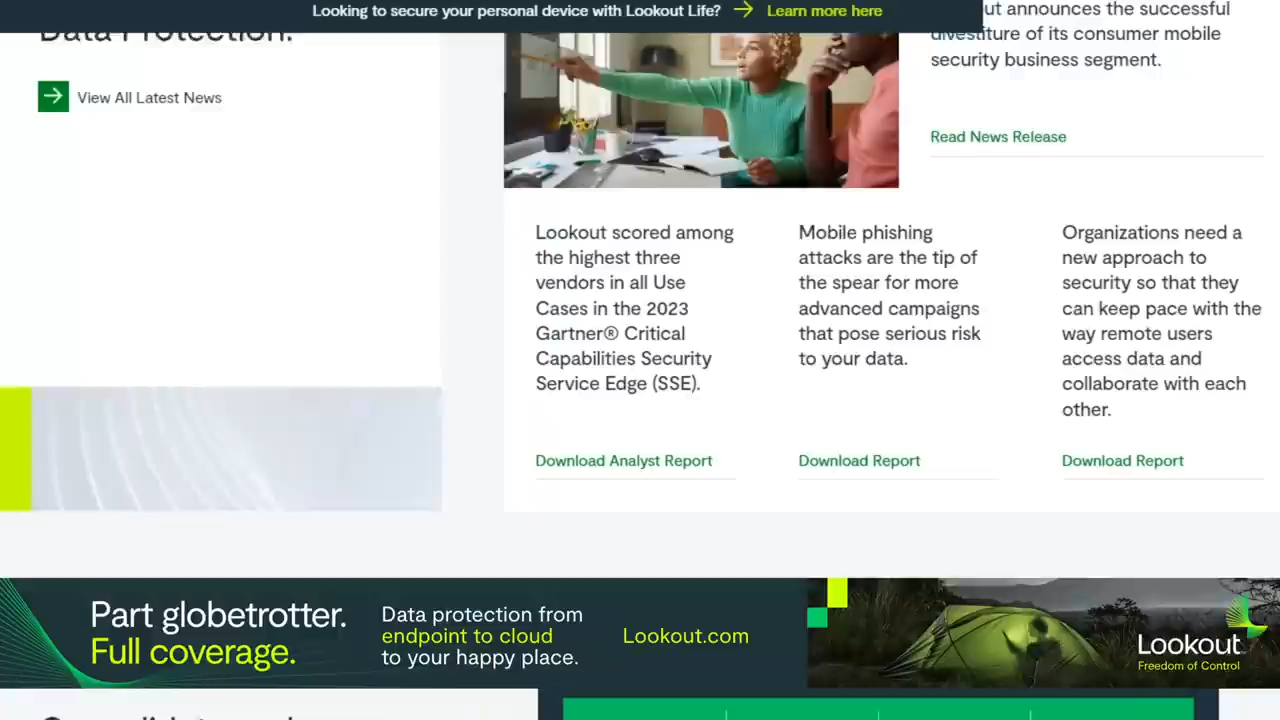 Looking to secure your personal device with Lookout Life? → Learn more here
Data Protection.
→ View All Latest News
out announces the successful
divestiture of its consumer mobile
security business segment.
Read News Release
Lookout scored among
the highest three
vendors in all Use
Cases in the 2023
Gartner® Critical
Capabilities Security
Service Edge (SSE).
Download Analyst Report
Mobile phishing
attacks are the tip of
the spear for more
advanced campaigns
that pose serious risk
to your data.
Download Report
Organizations need a
new approach to
security so that they
can keep pace with the
way remote users
access data and
collaborate with each
other.
Download Report
Part globetrotter.
Full coverage.
Data protection from
endpoint to cloud
to your happy place.
Lookout.com
Lookout
Freedom of Control